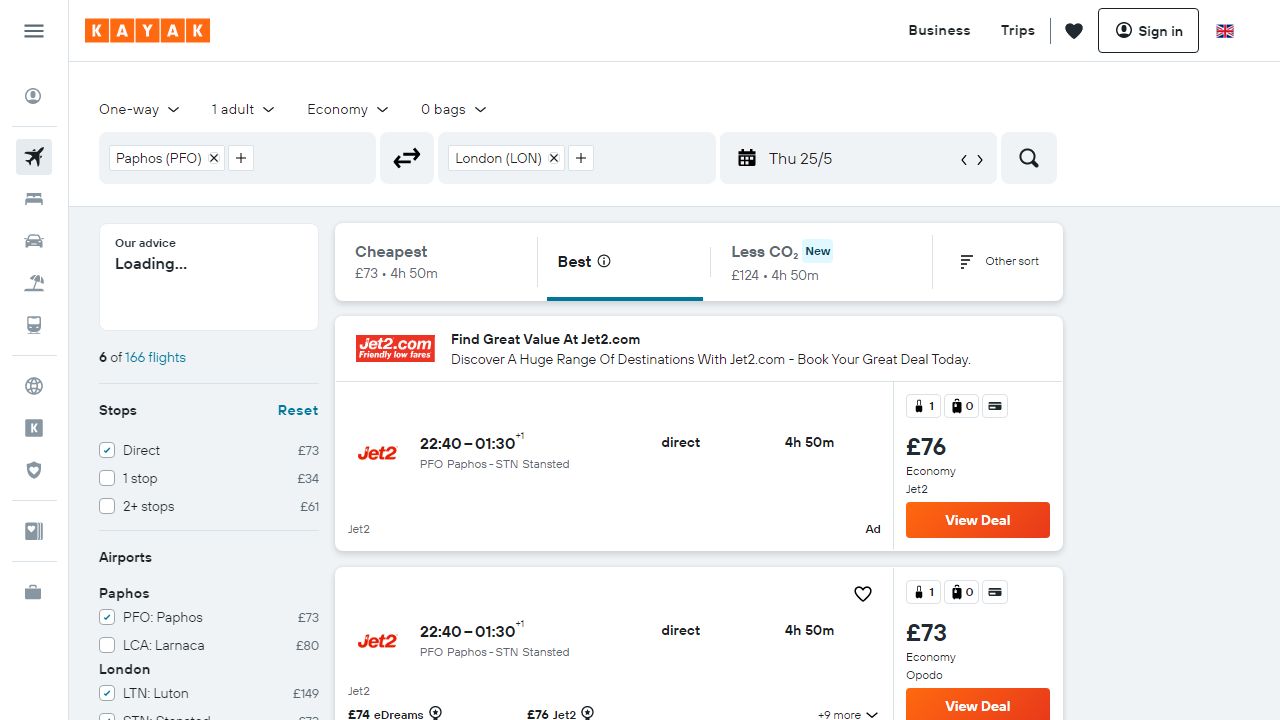 KAYAK
Business
Trips
Sign in
One-way
1 adult
Economy
0 bags
Paphos (PFO)
London (LON)
Thu 25/5
Our advice
Loading...
6 of 166 flights
Stops
Reset
Direct
£73
1 stop
£34
2+ stops
£61
Airports
Paphos
PFO: Paphos
£73
LCA: Larnaca
£80
London
LTN: Luton
£149
STN: Stansted
£73
Cheapest
£73 • 4h 50m
Best
Less CO₂ New
£124 • 4h 50m
Other sort
Jet2.com
Friendly low fares
Find Great Value At Jet2.com
Discover A Huge Range Of Destinations With Jet2.com - Book Your Great Deal Today.
Jet2
22:40 – 01:30+1
PFO Paphos - STN Stansted
direct
4h 50m
Jet2
Ad
1
0
£76
Economy
Jet2
View Deal
Jet2
22:40 – 01:30+1
PFO Paphos - STN Stansted
direct
4h 50m
Jet2
£74 eDreams
£76 Jet2
+9 more
1
0
£73
Economy
Opodo
View Deal
K